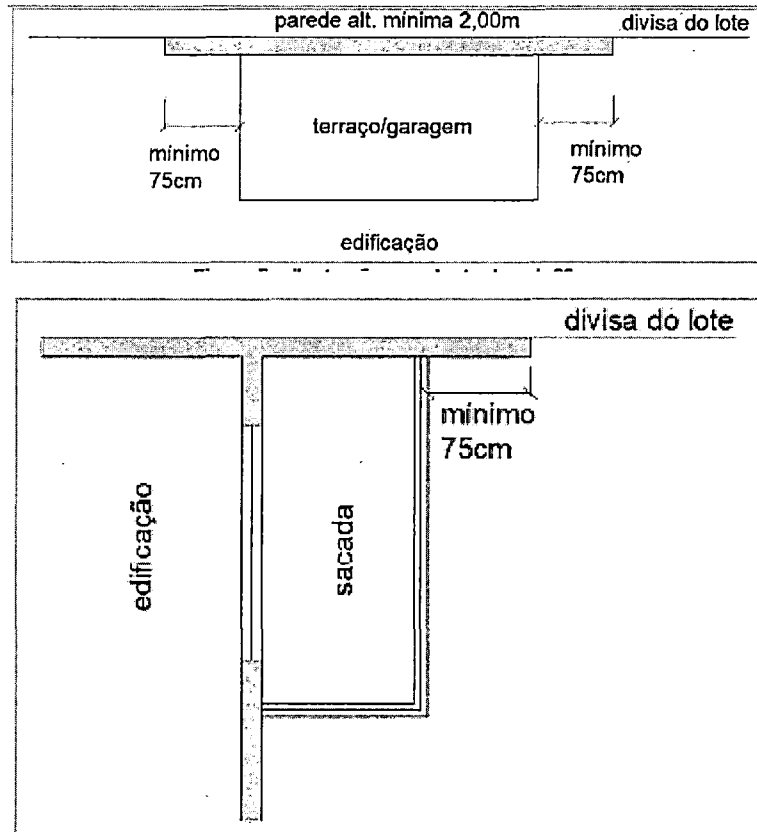 parede alt. mínima 2,00m
divisa do lote
terraço/garagem
mínimo
75cm
mínimo
75cm
edificação
divisa do lote
mínimo
75cm
edificação
sacada